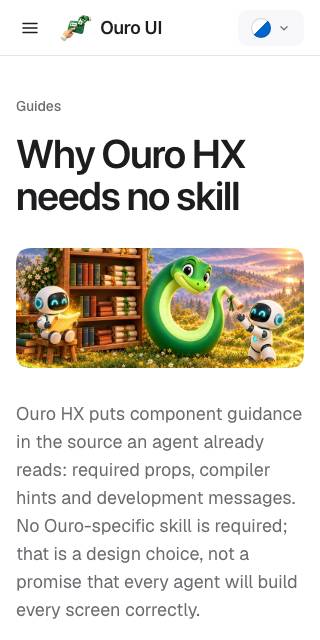 Ouro UI
Guides
Why Ouro HX
needs no skill
Ouro HX puts component guidance
in the source an agent already
reads: required props, compiler
hints and development messages.
No Ouro-specific skill is required;
that is a design choice, not a
promise that every agent will build
every screen correctly.